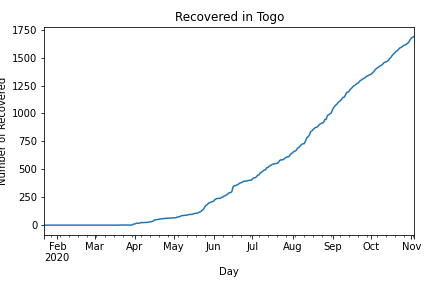 Recovered in Togo
Number of Recovered
1750
1500
1250
1000
750
500
250
0
Feb Mar Apr May Jun Jul Aug Sep Oct Nov
2020
Day